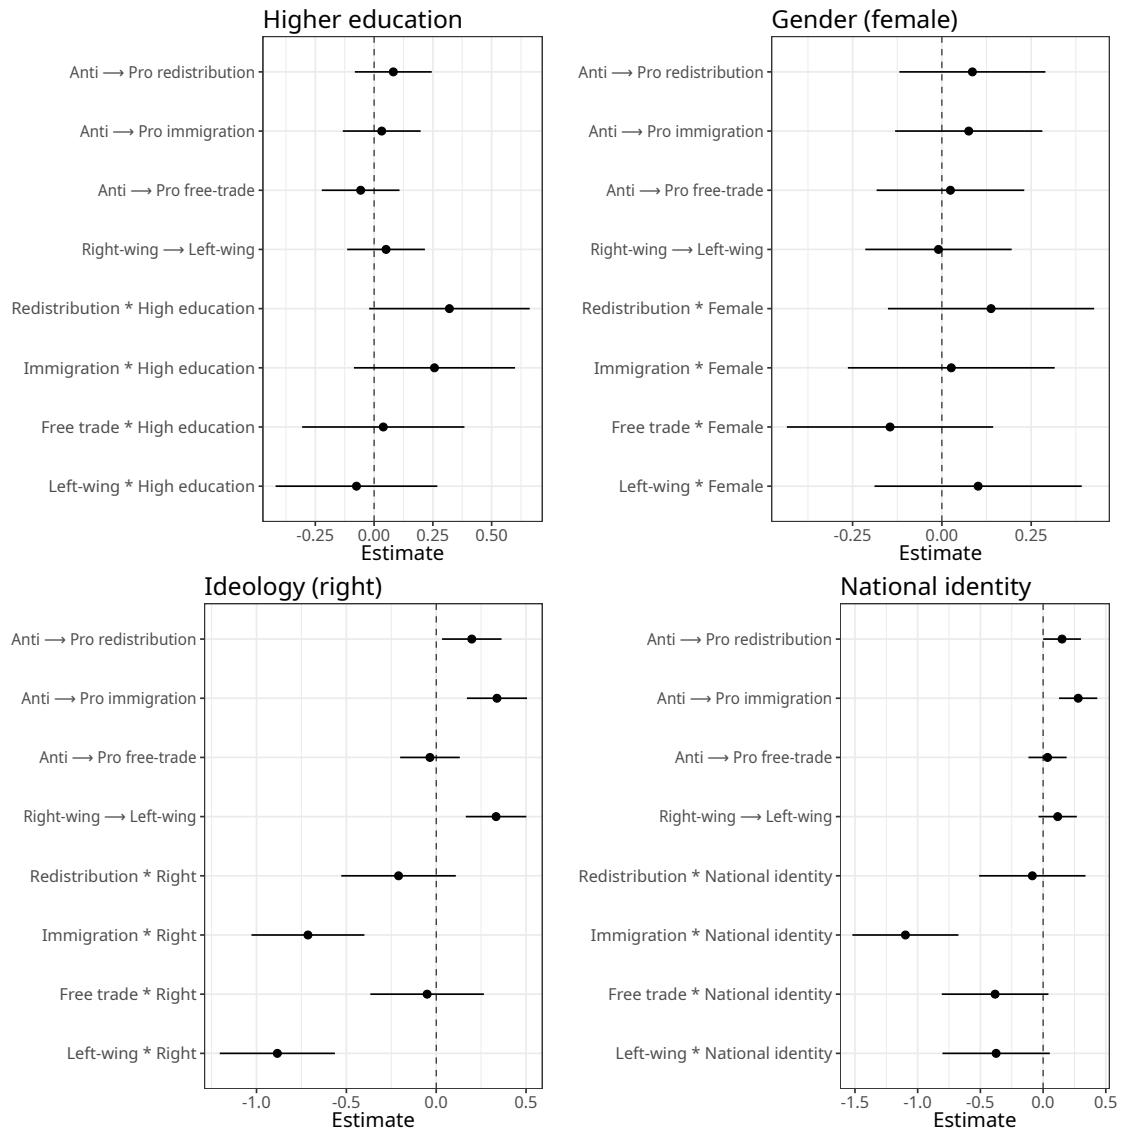 Higher education
Anti → Pro redistribution
Anti → Pro immigration
Anti → Pro free-trade
Right-wing → Left-wing
Redistribution * High education
Immigration * High education
Free trade * High education
Left-wing * High education
-0.25 0.00 0.25 0.50
Estimate
Gender (female)
Anti → Pro redistribution
Anti → Pro immigration
Anti → Pro free-trade
Right-wing → Left-wing
Redistribution * Female
Immigration * Female
Free trade * Female
Left-wing * Female
-0.25 0.00 0.25
Estimate
Ideology (right)
Anti → Pro redistribution
Anti → Pro immigration
Anti → Pro free-trade
Right-wing → Left-wing
Redistribution * Right
Immigration * Right
Free trade * Right
Left-wing * Right
-1.0 -0.5 0.0 0.5
Estimate
National identity
Anti → Pro redistribution
Anti → Pro immigration
Anti → Pro free-trade
Right-wing → Left-wing
Redistribution * National identity
Immigration * National identity
Free trade * National identity
Left-wing * National identity
-1.5 -1.0 -0.5 0.0 0.5
Estimate